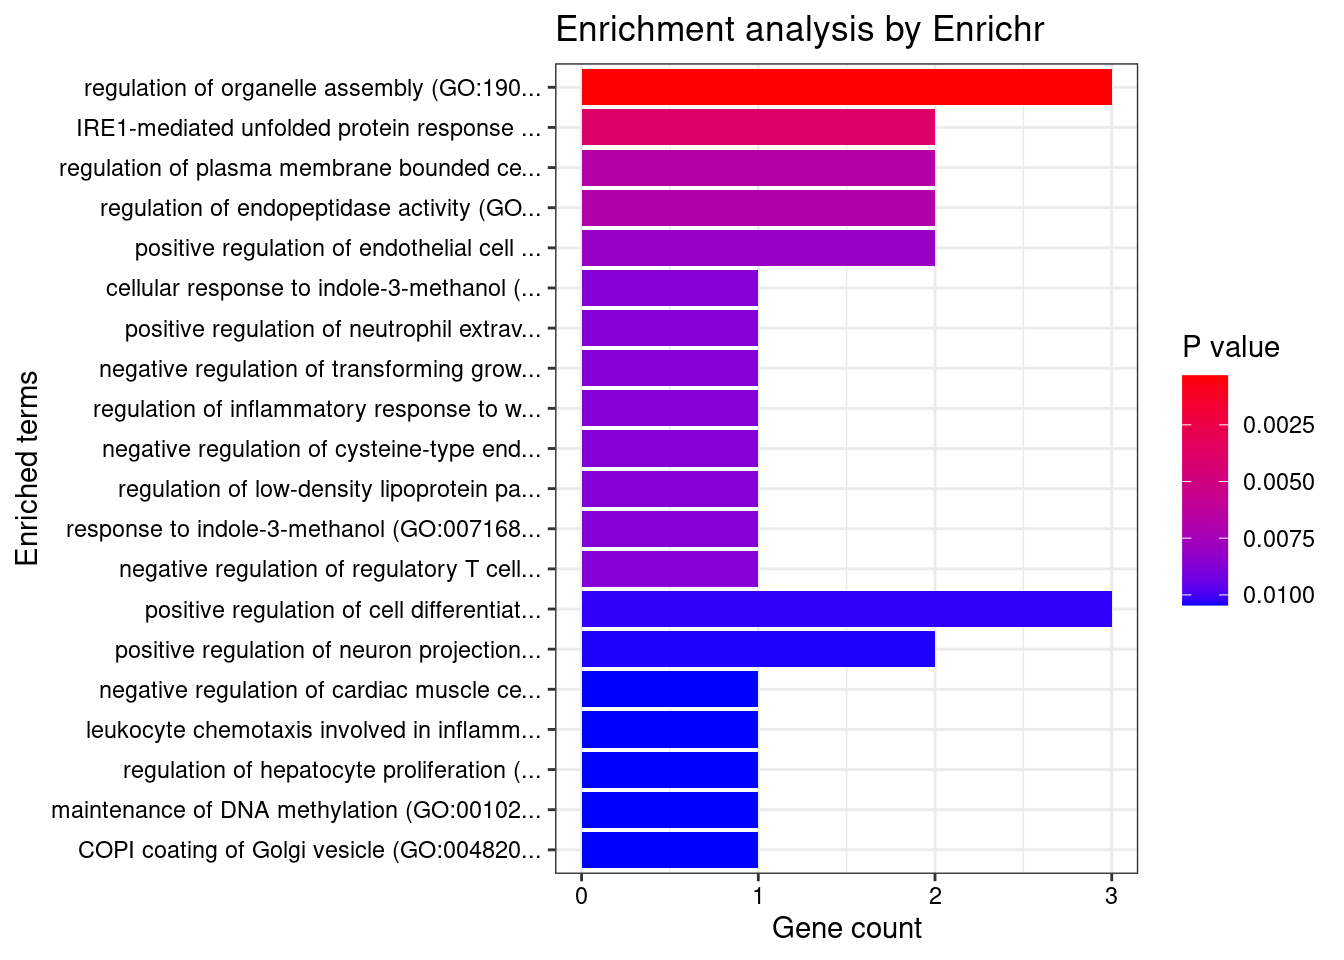 Enrichment analysis by Enrichr
regulation of organelle assembly (GO:190...
IRE1-mediated unfolded protein response ...
regulation of plasma membrane bounded ce...
regulation of endopeptidase activity (GO...
positive regulation of endothelial cell ...
cellular response to indole-3-methanol (...
positive regulation of neutrophil extrav...
negative regulation of transforming grow...
regulation of inflammatory response to w...
negative regulation of cysteine-type end...
regulation of low-density lipoprotein pa...
response to indole-3-methanol (GO:007168...
negative regulation of regulatory T cell...
positive regulation of cell differentiat...
positive regulation of neuron projection...
negative regulation of cardiac muscle ce...
leukocyte chemotaxis involved in inflamm...
regulation of hepatocyte proliferation (...
maintenance of DNA methylation (GO:00102...
COPI coating of Golgi vesicle (GO:004820...
Enriched terms
0 1 2 3
Gene count
P value
0.0025
0.0050
0.0075
0.0100